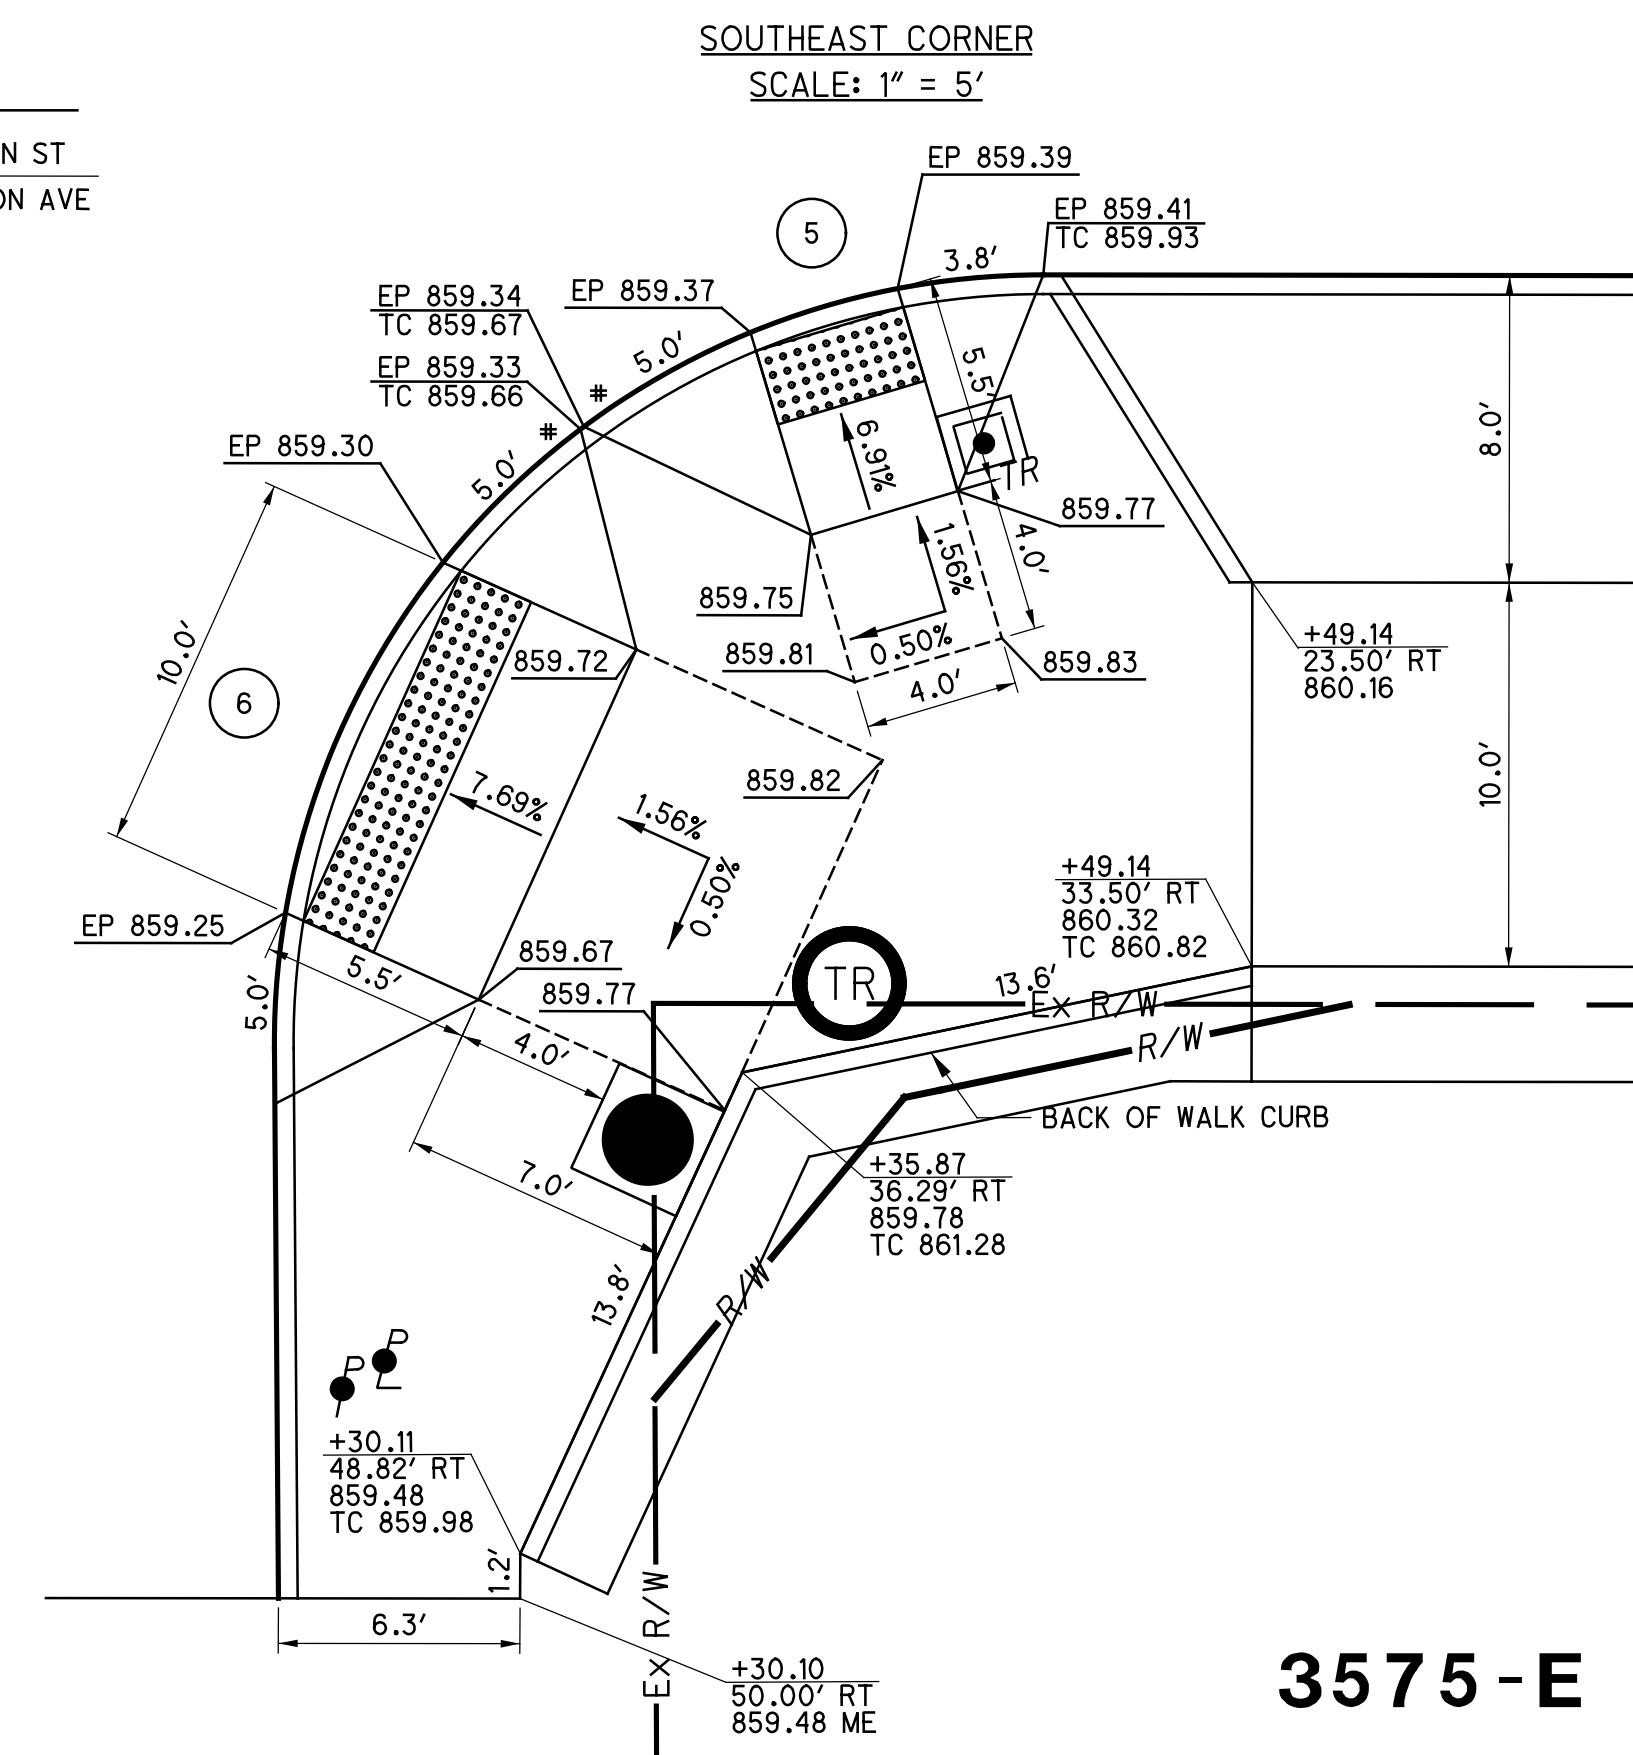 SOUTHEAST CORNER
SCALE: 1″ = 5′
N ST
ON AVE
EP 859.39
EP 859.41
TC 859.93
5
3.8′
EP 859.34
TC 859.67
EP 859.37
EP 859.33
TC 859.66
#
#
5.0′
5.5′
EP 859.30
5.0′
6.91%
TR
8.0′
859.77
4.0′
1.56%
859.75
0.50%
859.81
859.83
4.0′
+49.14
23.50′ RT
860.16
10.0′
6
859.72
859.82
7.69%
1.56%
0.50%
10.0′
+49.14
33.50′ RT
860.32
TC 860.82
EP 859.25
859.67
859.77
5.5′
5.0′
4.0′
TR
13.6′
EX R/W
R/W
BACK OF WALK CURB
7.0′
+35.87
36.29′ RT
859.78
TC 861.28
13.8′
R/W
P
P
L
+30.11
48.82′ RT
859.48
TC 859.98
1.2′
6.3′
EX R/W
+30.10
50.00′ RT
859.48 ME
3575-E